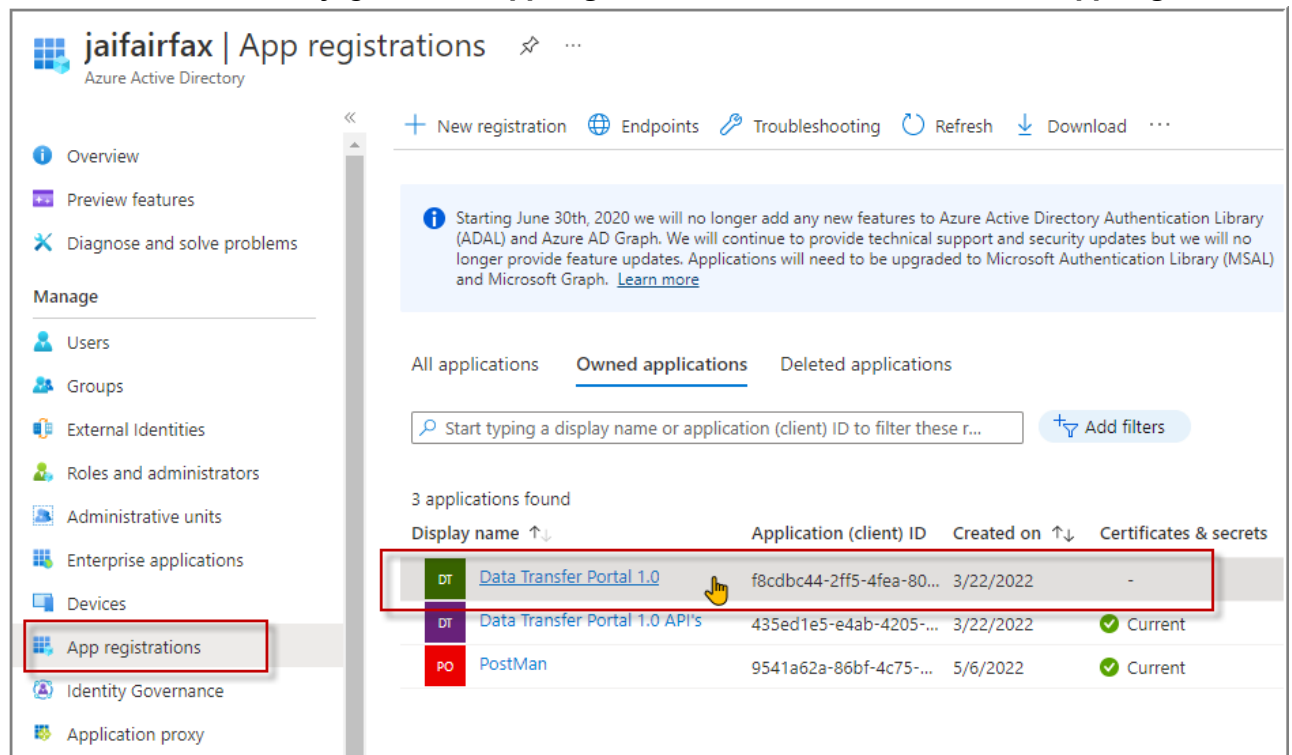 jaifairfax | App registrations ...
Azure Active Directory
«
Overview
Preview features
Diagnose and solve problems
Manage
Users
Groups
External Identities
Roles and administrators
Administrative units
Enterprise applications
Devices
App registrations
Identity Governance
Application proxy
+ New registration Endpoints Troubleshooting Refresh Download ...
Starting June 30th, 2020 we will no longer add any new features to Azure Active Directory Authentication Library
(ADAL) and Azure AD Graph. We will continue to provide technical support and security updates but we will no
longer provide feature updates. Applications will need to be upgraded to Microsoft Authentication Library (MSAL)
and Microsoft Graph. Learn more
All applications Owned applications Deleted applications
Start typing a display name or application (client) ID to filter these r... Add filters
3 applications found
Display name ↑↓ Application (client) ID Created on ↑↓ Certificates & secrets
DT Data Transfer Portal 1.0 f8cdbc44-2ff5-4fea-80... 3/22/2022 -
DT Data Transfer Portal 1.0 API's 435ed1e5-e4ab-4205-... 3/22/2022 Current
PO PostMan 9541a62a-86bf-4c75-... 5/6/2022 Current